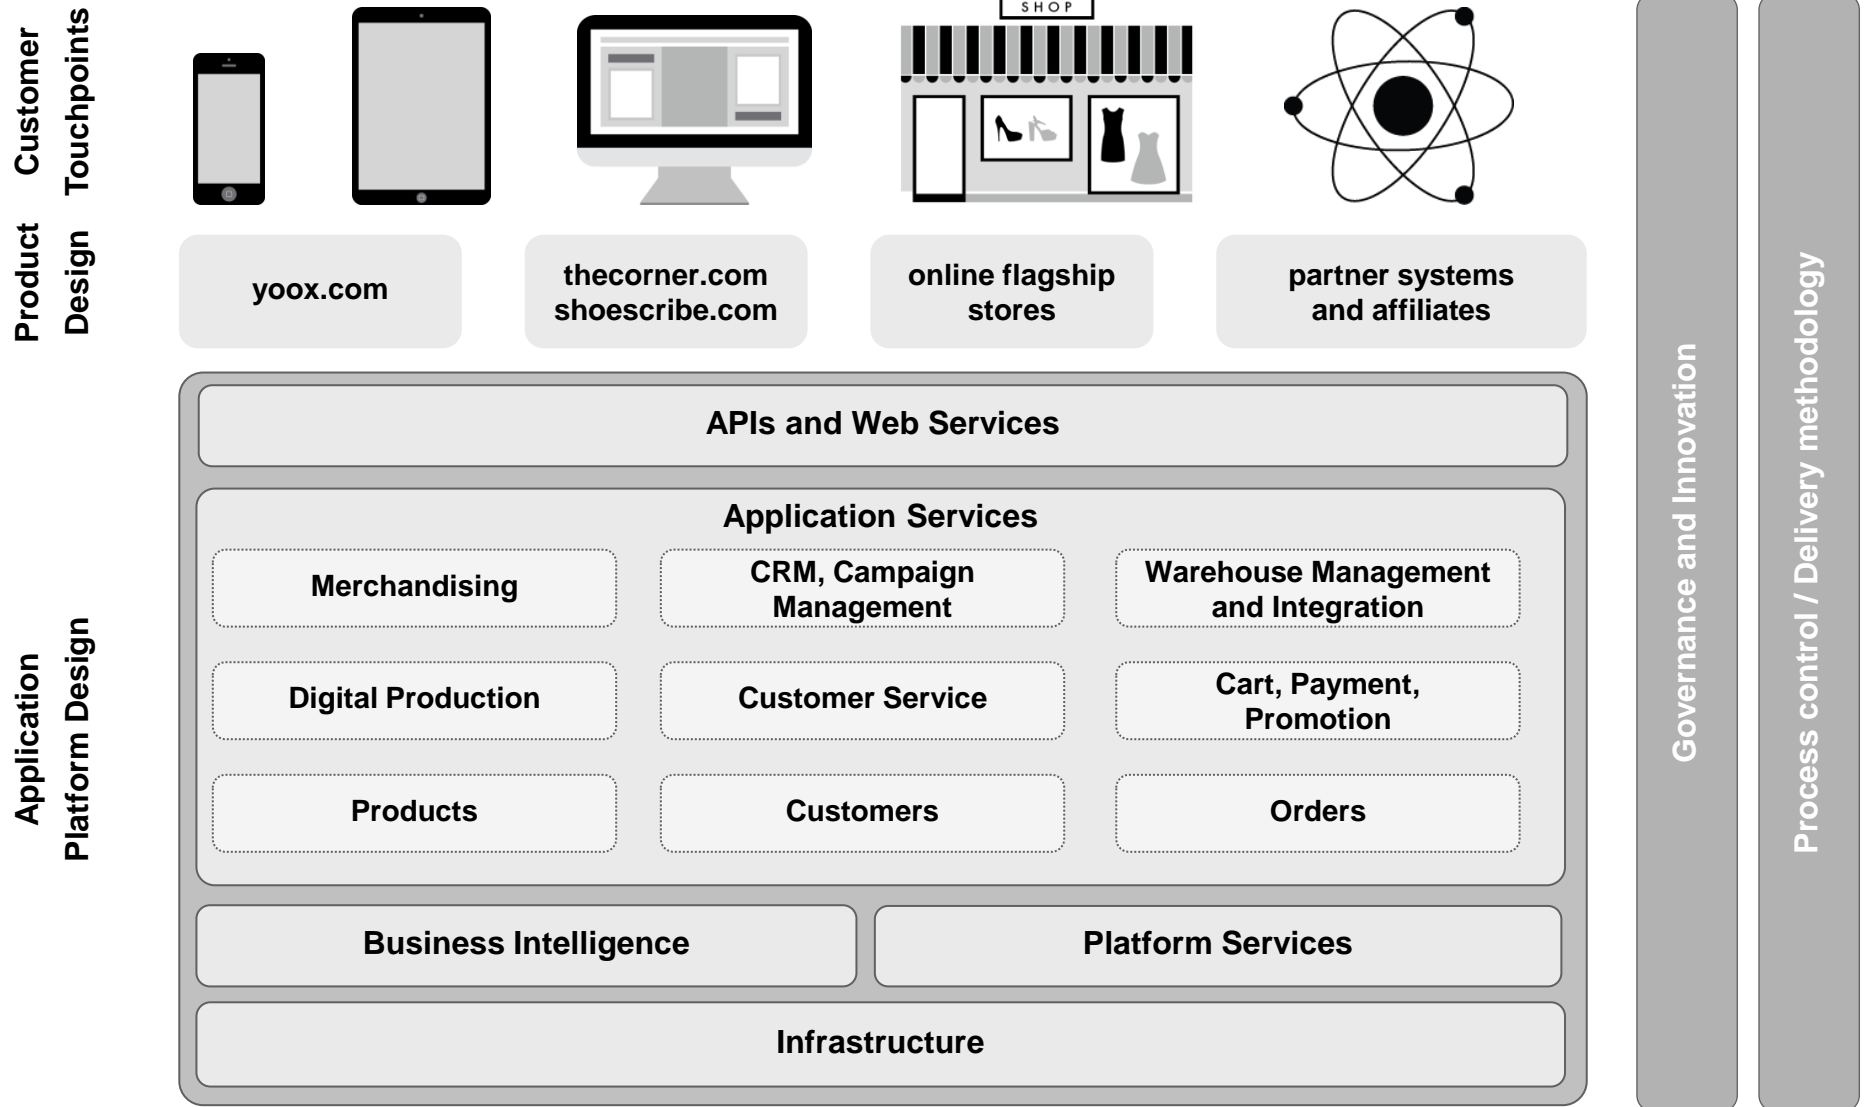 Customer
Touchpoints
SHOP
Product
Design
yoox.com
thecorner.com
shoescribe.com
online flagship
stores
partner systems
and affiliates
Application
Platform Design
APIs and Web Services
Application Services
Merchandising
CRM, Campaign
Management
Warehouse Management
and Integration
Digital Production
Customer Service
Cart, Payment,
Promotion
Products
Customers
Orders
Business Intelligence
Platform Services
Infrastructure
Governance and Innovation
Process control / Delivery methodology